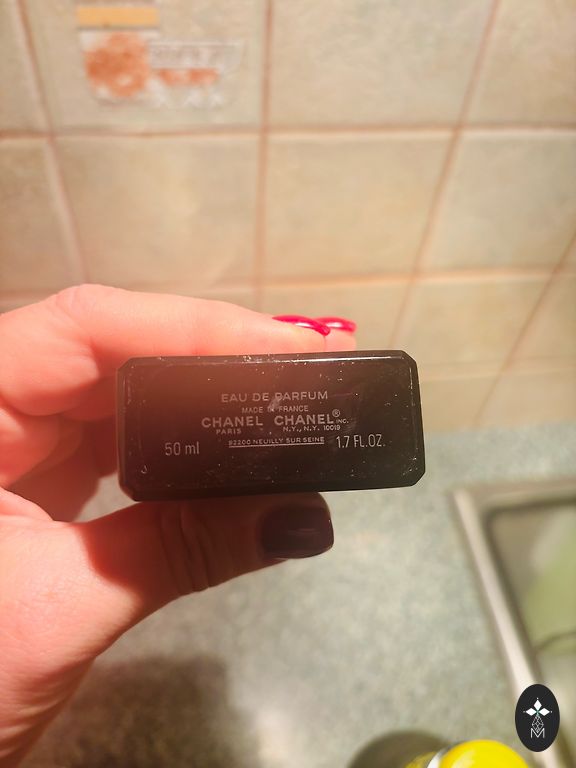 EAU DE PARFUM
MADE IN FRANCE
CHANEL CHANEL® INC.
PARIS N.Y., N.Y. 10019
50 ml 92200 NEUILLY SUR SEINE 1.7 FL.OZ.